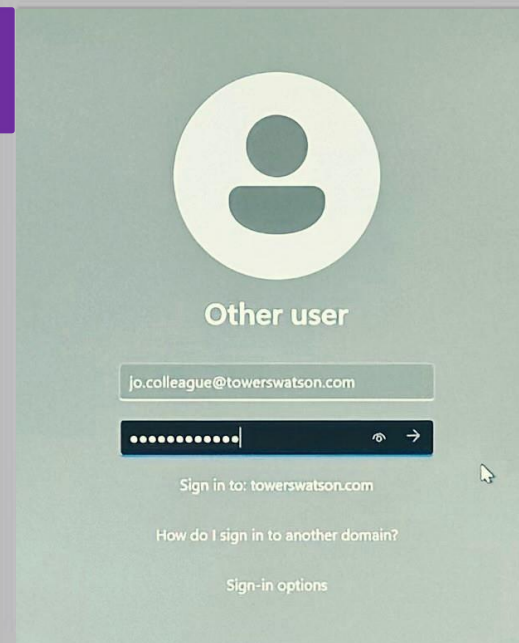 Other user
jo.colleague@towerswatson.com
Sign in to: towerswatson.com
How do I sign in to another domain?
Sign-in options